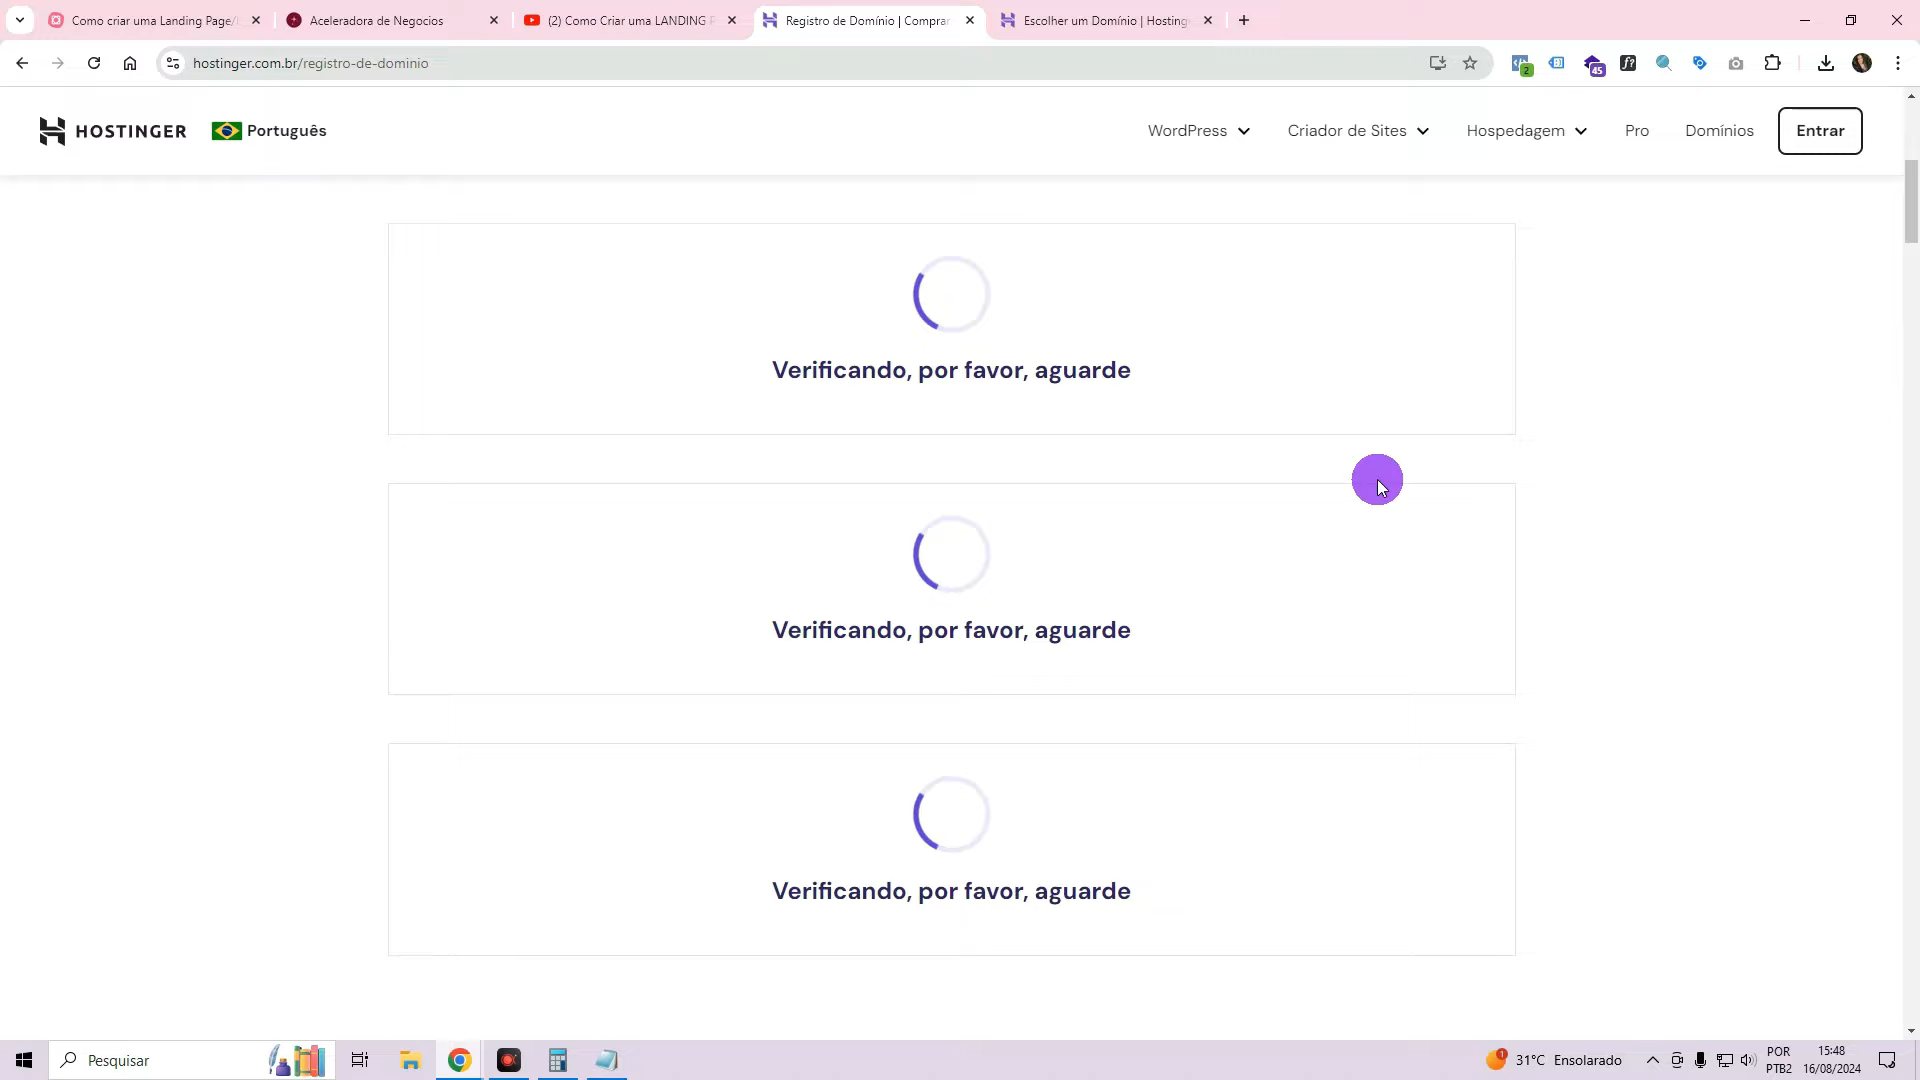 Como criar uma Landing Page/
Aceleradora de Negocios
(2) Como Criar uma LANDING P
Registro de Domínio | Comprar
Escolher um Domínio | Hosting
hostinger.com.br/registro-de-dominio
2
45
f?
HOSTINGER
Português
WordPress
Criador de Sites
Hospedagem
Pro
Domínios
Entrar
Verificando, por favor, aguarde
Verificando, por favor, aguarde
Verificando, por favor, aguarde
Pesquisar
1
31°C Ensolarado
POR
PTB2
15:48
16/08/2024